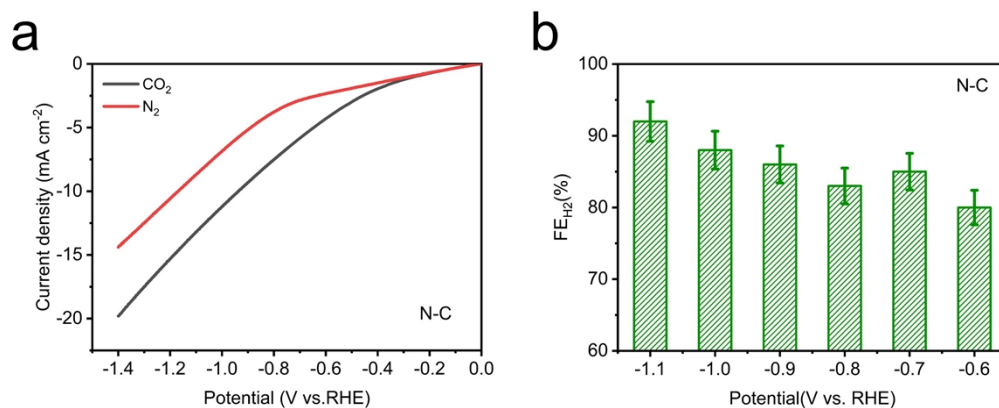 a
0
-5
-10
-15
-20
Current density (mA cm⁻²)
CO₂
N₂
N-C
-1.4 -1.2 -1.0 -0.8 -0.6 -0.4 -0.2 0.0
Potential (V vs.RHE)
b
100
90
80
70
60
FE_H2(%)
N-C
-1.1 -1.0 -0.9 -0.8 -0.7 -0.6
Potential(V vs. RHE)